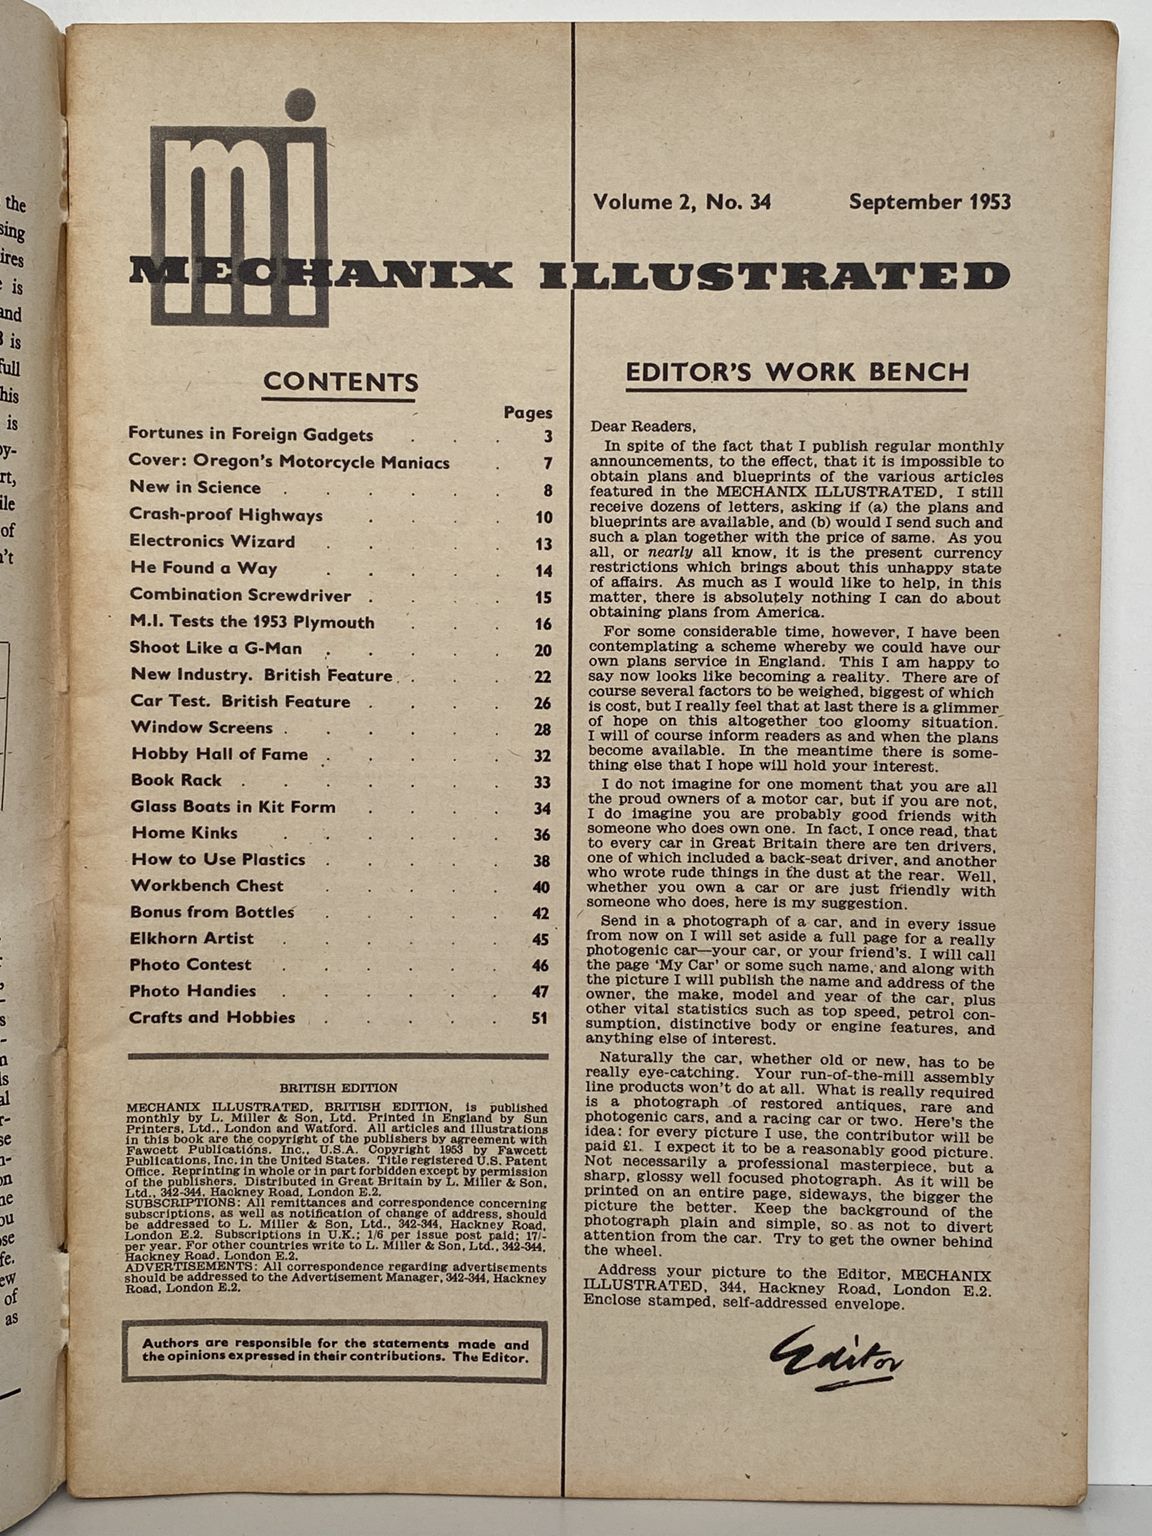 mi
Volume 2, No. 34 September 1953
MECHANIX ILLUSTRATED
CONTENTS
Pages
Fortunes in Foreign Gadgets . . . 3
Cover: Oregon's Motorcycle Maniacs . 7
New in Science . . . . . . 8
Crash-proof Highways . . . . 10
Electronics Wizard . . . . . 13
He Found a Way . . . . . 14
Combination Screwdriver . . . . 15
M.I. Tests the 1953 Plymouth . . . 16
Shoot Like a G-Man . . . . . 20
New Industry. British Feature . . . 22
Car Test. British Feature . . . . 26
Window Screens . . . . . . 28
Hobby Hall of Fame . . . . . 32
Book Rack . . . . . . . 33
Glass Boats in Kit Form . . . . 34
Home Kinks . . . . . . 36
How to Use Plastics . . . . . 38
Workbench Chest . . . . . 40
Bonus from Bottles . . . . . 42
Elkhorn Artist . . . . . . 45
Photo Contest . . . . . . 46
Photo Handies . . . . . . 47
Crafts and Hobbies . . . . . 51
BRITISH EDITION
MECHANIX ILLUSTRATED, BRITISH EDITION, is published
monthly by L. Miller & Son, Ltd. Printed in England by Sun
Printers, Ltd., London and Watford. All articles and illustrations
in this book are the copyright of the publishers by agreement with
Fawcett Publications, Inc., U.S.A. Copyright 1953 by Fawcett
Publications, Inc. in the United States. Title registered U.S. Patent
Office. Reprinting in whole or in part forbidden except by permission
of the publishers. Distributed in Great Britain by L. Miller & Son,
Ltd., 342-344, Hackney Road, London E.2.
SUBSCRIPTIONS: All remittances and correspondence concerning
subscriptions, as well as notification of change of address, should
be addressed to L. Miller & Son, Ltd., 342-344, Hackney Road,
London E.2. Subscriptions in U.K.; 1/6 per issue post paid; 17/-
per year. For other countries write to L. Miller & Son, Ltd., 342-344,
Hackney Road, London E.2.
ADVERTISEMENTS: All correspondence regarding advertisements
should be addressed to the Advertisement Manager, 342-344, Hackney
Road, London E.2.
Authors are responsible for the statements made and
the opinions expressed in their contributions. The Editor.
EDITOR'S WORK BENCH
Dear Readers,
In spite of the fact that I publish regular monthly
announcements, to the effect, that it is impossible to
obtain plans and blueprints of the various articles
featured in the MECHANIX ILLUSTRATED, I still
receive dozens of letters, asking if (a) the plans and
blueprints are available, and (b) would I send such and
such a plan together with the price of same. As you
all, or nearly all know, it is the present currency
restrictions which brings about this unhappy state
of affairs. As much as I would like to help, in this
matter, there is absolutely nothing I can do about
obtaining plans from America.
For some considerable time, however, I have been
contemplating a scheme whereby we could have our
own plans service in England. This I am happy to
say now looks like becoming a reality. There are of
course several factors to be weighed, biggest of which
is cost, but I really feel that at last there is a glimmer
of hope on this altogether too gloomy situation.
I will of course inform readers as and when the plans
become available. In the meantime there is some-
thing else that I hope will hold your interest.
I do not imagine for one moment that you are all
the proud owners of a motor car, but if you are not,
I do imagine you are probably good friends with
someone who does own one. In fact, I once read, that
to every car in Great Britain there are ten drivers,
one of which included a back-seat driver, and another
who wrote rude things in the dust at the rear. Well,
whether you own a car or are just friendly with
someone who does, here is my suggestion.
Send in a photograph of a car, and in every issue
from now on I will set aside a full page for a really
photogenic car—your car, or your friend's. I will call
the page 'My Car' or some such name, and along with
the picture I will publish the name and address of the
owner, the make, model and year of the car, plus
other vital statistics such as top speed, petrol con-
sumption, distinctive body or engine features, and
anything else of interest.
Naturally the car, whether old or new, has to be
really eye-catching. Your run-of-the-mill assembly
line products won't do at all. What is really required
is a photograph of restored antiques, rare and
photogenic cars, and a racing car or two. Here's the
idea: for every picture I use, the contributor will be
paid £1. I expect it to be a reasonably good picture.
Not necessarily a professional masterpiece, but a
sharp, glossy well focused photograph. As it will be
printed on an entire page, sideways, the bigger the
picture the better. Keep the background of the
photograph plain and simple, so as not to divert
attention from the car. Try to get the owner behind
the wheel.
Address your picture to the Editor, MECHANIX
ILLUSTRATED, 344, Hackney Road, London E.2.
Enclose stamped, self-addressed envelope.
Editor